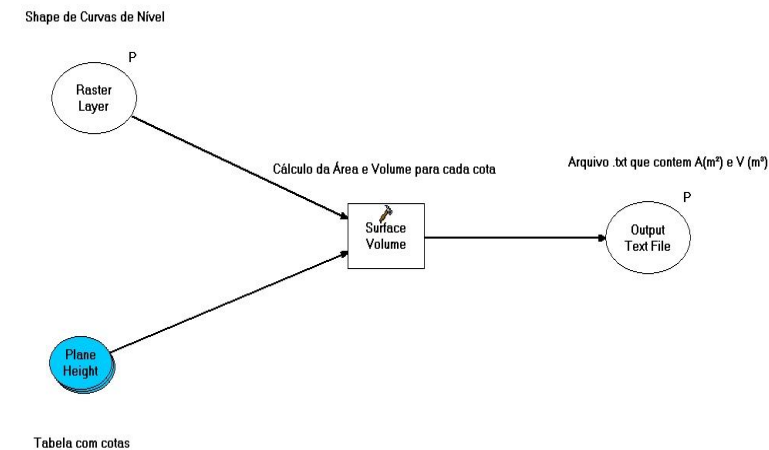 Shape de Curvas de Nível
P
Raster
Layer
Cálculo da Área e Volume para cada cota
Arquivo .txt que contem A(m²) e V (m³)
P
Surface
Volume
Output
Text File
Plane
Height
Tabela com cotas